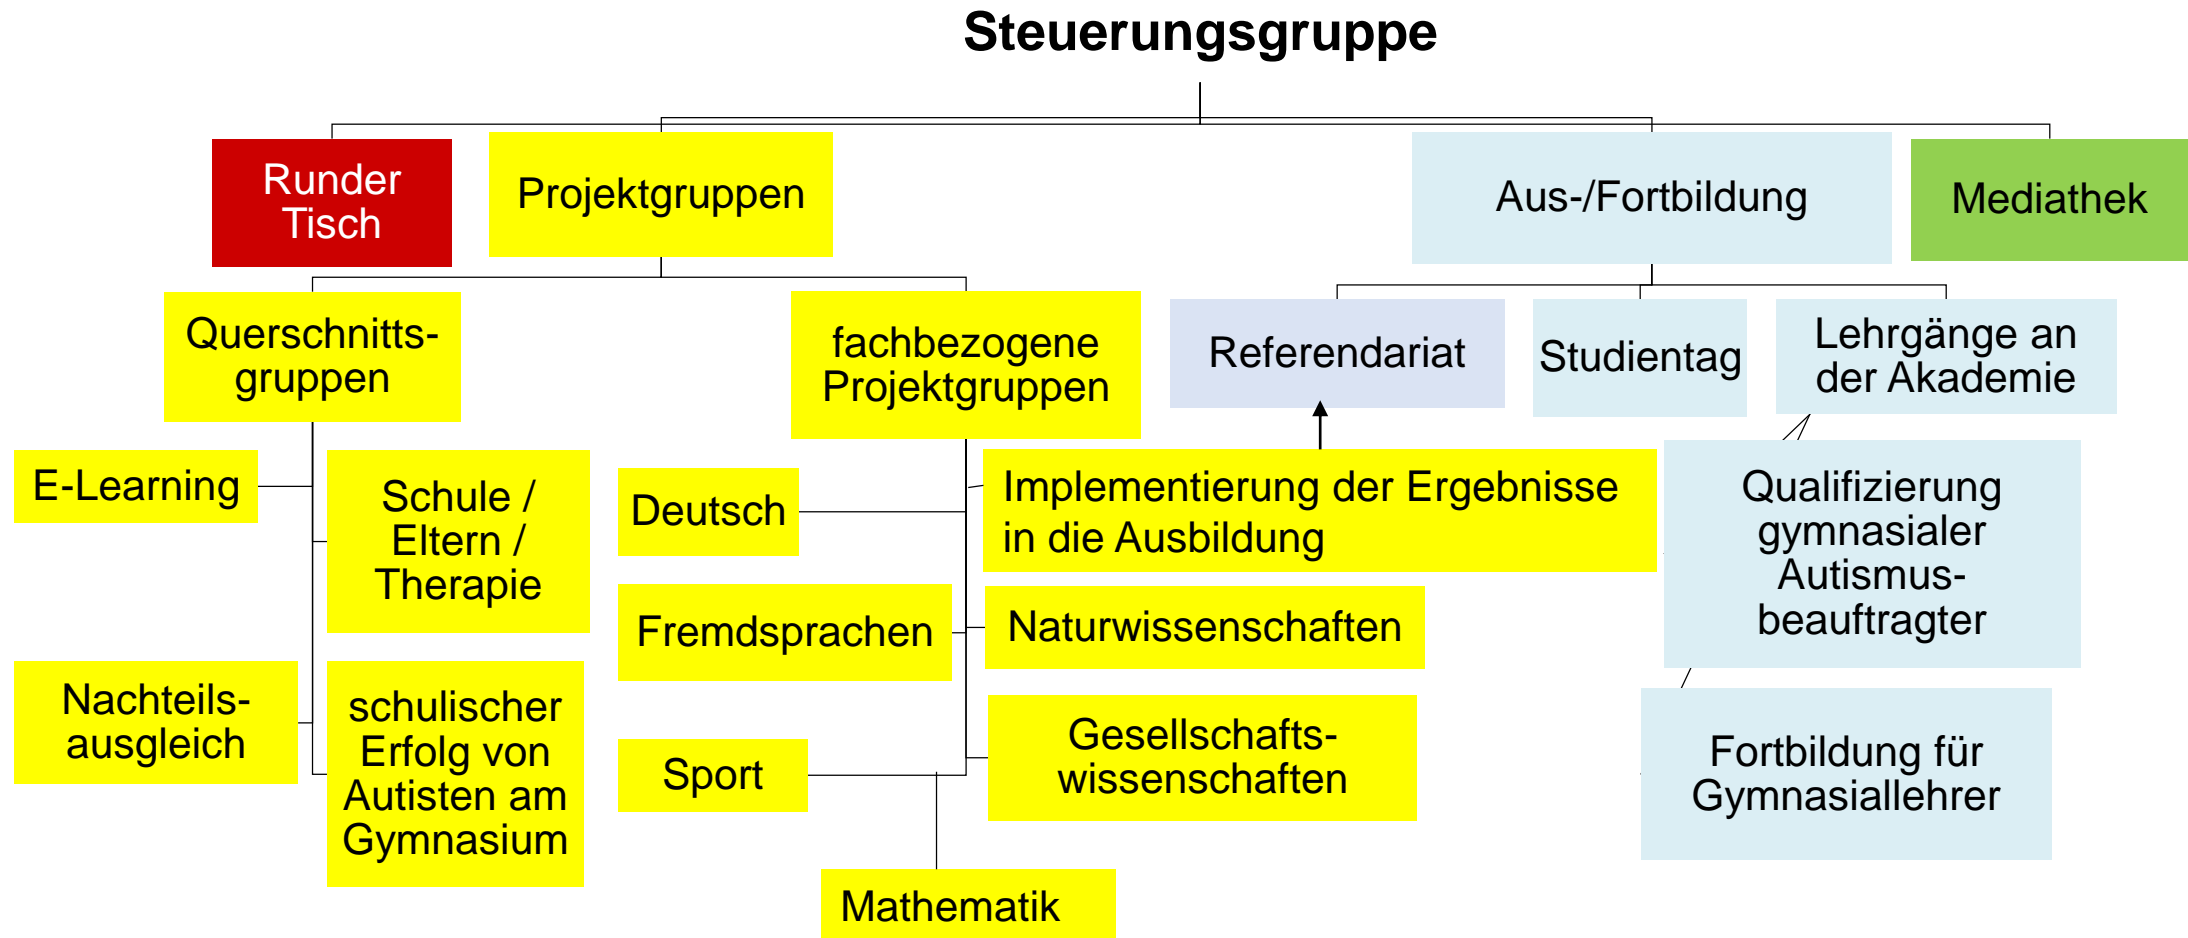 Steuerungsgruppe
Runder
Tisch
Projektgruppen
Aus-/Fortbildung
Mediathek
Querschnitts-
gruppen
fachbezogene
Projektgruppen
Referendariat
Studientag
Lehrgänge an
der Akademie
E-Learning
Schule /
Eltern /
Therapie
Deutsch
Implementierung der Ergebnisse
in die Ausbildung
Qualifizierung
gymnasialer
Autismus-
beauftragter
Fremdsprachen
Naturwissenschaften
Nachteils-
ausgleich
schulischer
Erfolg von
Autisten am
Gymnasium
Sport
Gesellschafts-
wissenschaften
Fortbildung für
Gymnasiallehrer
Mathematik